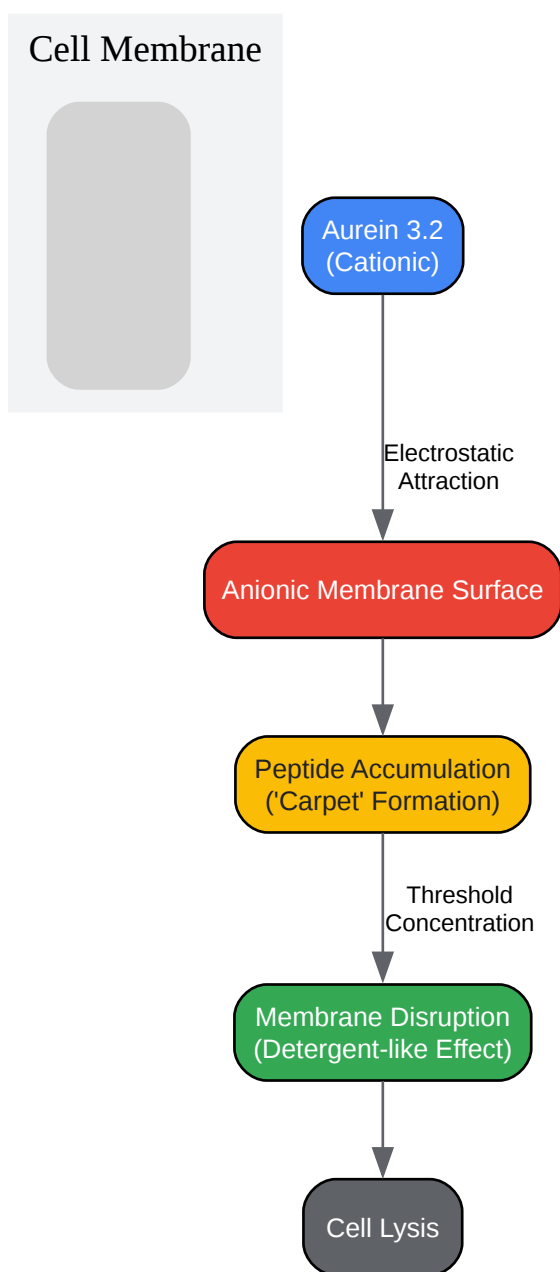 Cell Membrane
Aurein 3.2
(Cationic)
Electrostatic
Attraction
Anionic Membrane Surface
Peptide Accumulation
('Carpet' Formation)
Threshold
Concentration
Membrane Disruption
(Detergent-like Effect)
Cell Lysis